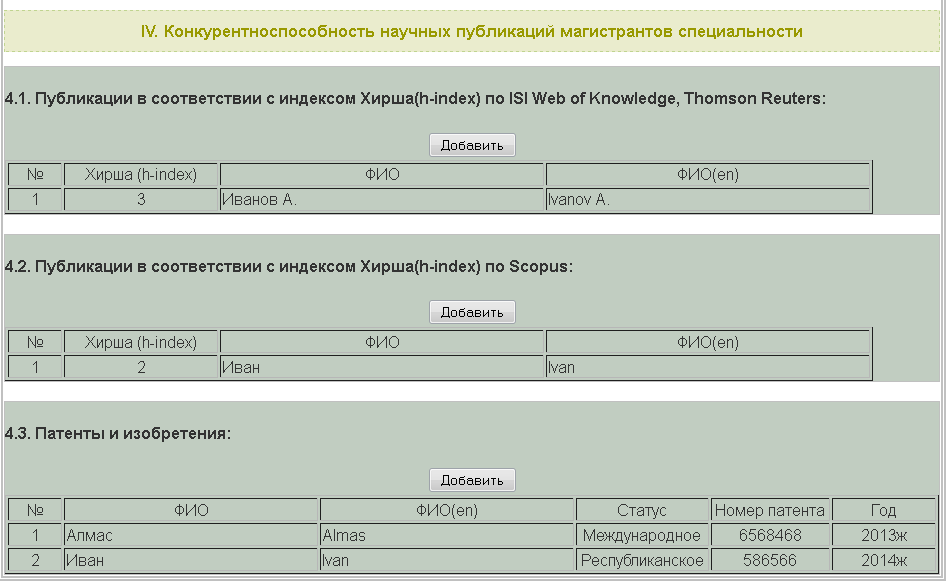 IV. Конкурентноспособность научных публикаций магистрантов специальности
4.1. Публикации в соответствии с индексом Хирша(h-index) по ISI Web of Knowledge, Thomson Reuters:
Добавить
№ Хирша (h-index) ФИО ФИО(en)
1 3 Иванов А. Ivanov A.
4.2. Публикации в соответствии с индексом Хирша(h-index) по Scopus:
Добавить
№ Хирша (h-index) ФИО ФИО(en)
1 2 Иван Ivan
4.3. Патенты и изобретения:
Добавить
№ ФИО ФИО(en) Статус Номер патента Год
1 Алмас Almas Международное 6568468 2013ж
2 Иван Ivan Республиканское 586566 2014ж